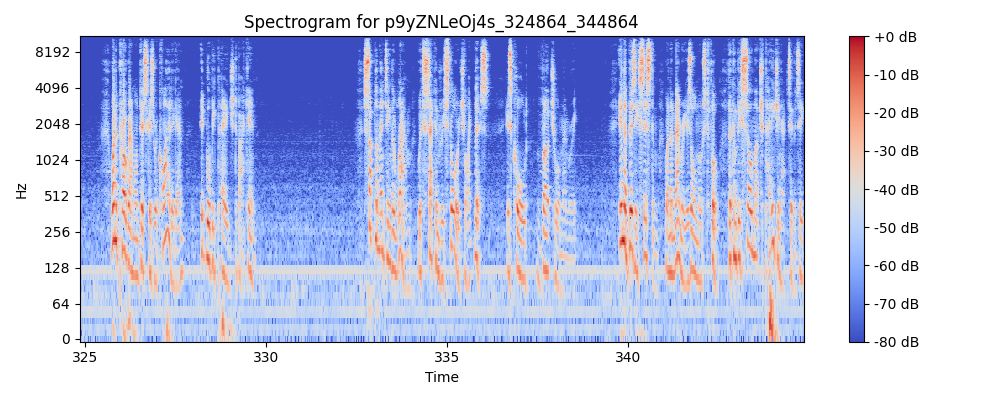 Spectrogram for p9yZNLeOj4s_324864_344864
8192
4096
2048
1024
512
256
128
64
0
Hz
325
330
335
340
Time
+0 dB
-10 dB
-20 dB
-30 dB
-40 dB
-50 dB
-60 dB
-70 dB
-80 dB